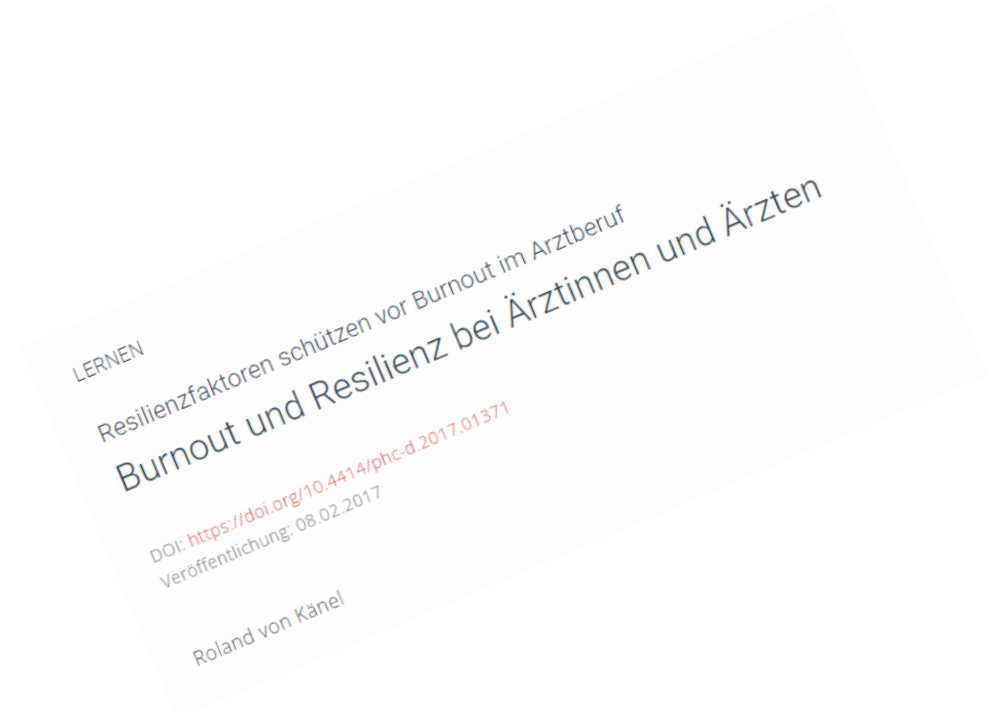 LERNEN
Resilienzfaktoren schützen vor Burnout im Arztberuf
Burnout und Resilienz bei Ärztinnen und Ärzten
DOI: https://doi.org/10.4414/phc-d.2017.01371
Veröffentlichung: 08.02.2017
Roland von Känel